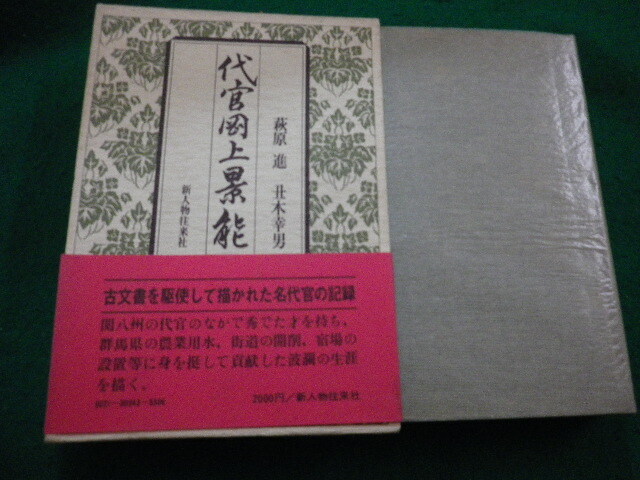 代官岡上景能
萩原 進 丑木幸男
新人物往来社
古文書を駆使して描かれた名代官の記録
関八州の代官のなかで秀でた才を持ち、
群馬県の農業用水、街道の開削、宿場の
設置等に身を挺して貢献した波瀾の生涯
を描く。
2000円/新人物往来社